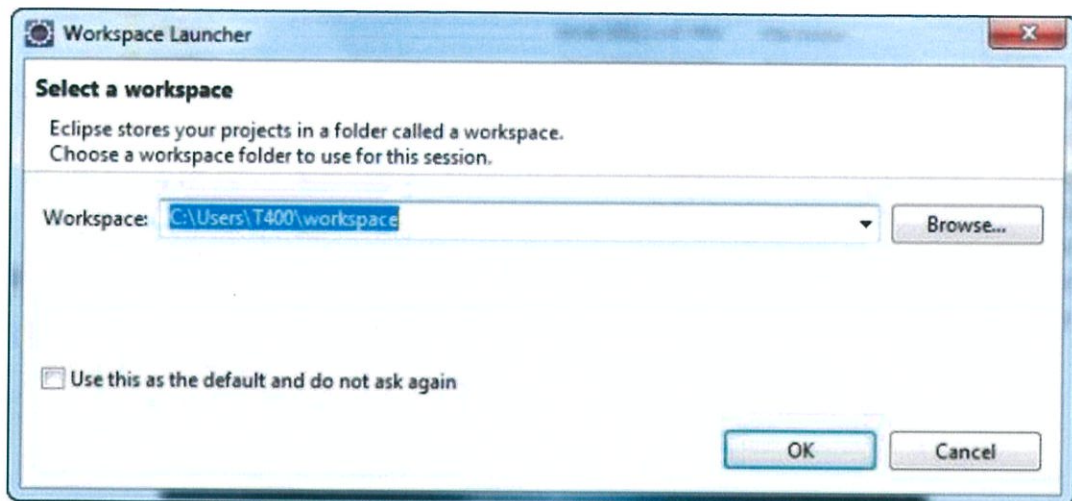 Workspace Launcher
Select a workspace
Eclipse stores your projects in a folder called a workspace.
Choose a workspace folder to use for this session.
Workspace: C:\Users\T400\workspace Browse...
Use this as the default and do not ask again
OK Cancel